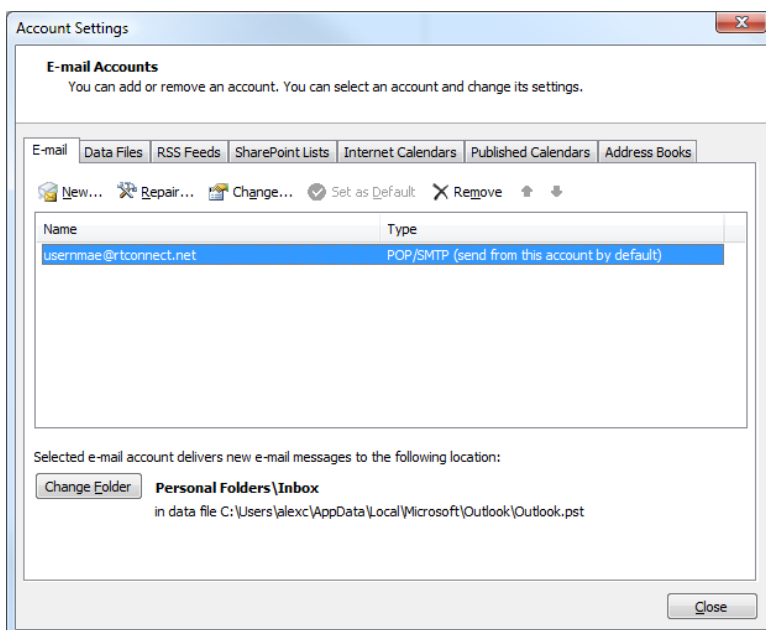 Account Settings
E-mail Accounts
You can add or remove an account. You can select an account and change its settings.
E-mail Data Files RSS Feeds SharePoint Lists Internet Calendars Published Calendars Address Books
New... Repair... Change... Set as Default Remove
Name Type
usernmae@rtconnect.net POP/SMTP (send from this account by default)
Selected e-mail account delivers new e-mail messages to the following location:
Change Folder Personal Folders\Inbox
in data file C:\Users\alexc\AppData\Local\Microsoft\Outlook\Outlook.pst
Close